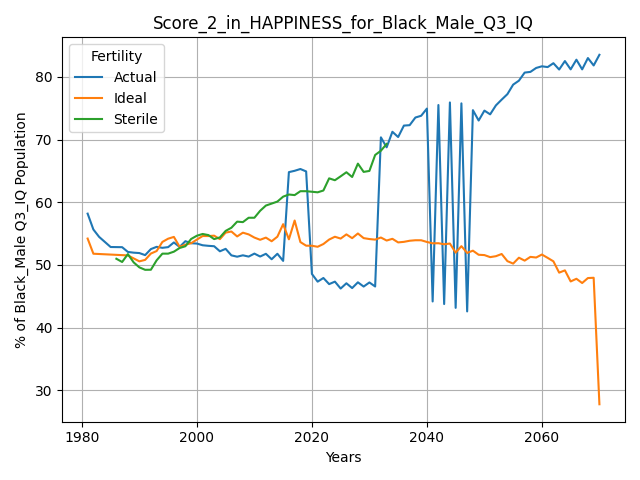 Score_2_in_HAPPINESS_for_Black_Male_Q3_IQ
% of Black_Male Q3_IQ Population
80
70
60
50
40
30
Fertility
Actual
Ideal
Sterile
1980
2000
2020
2040
2060
Years